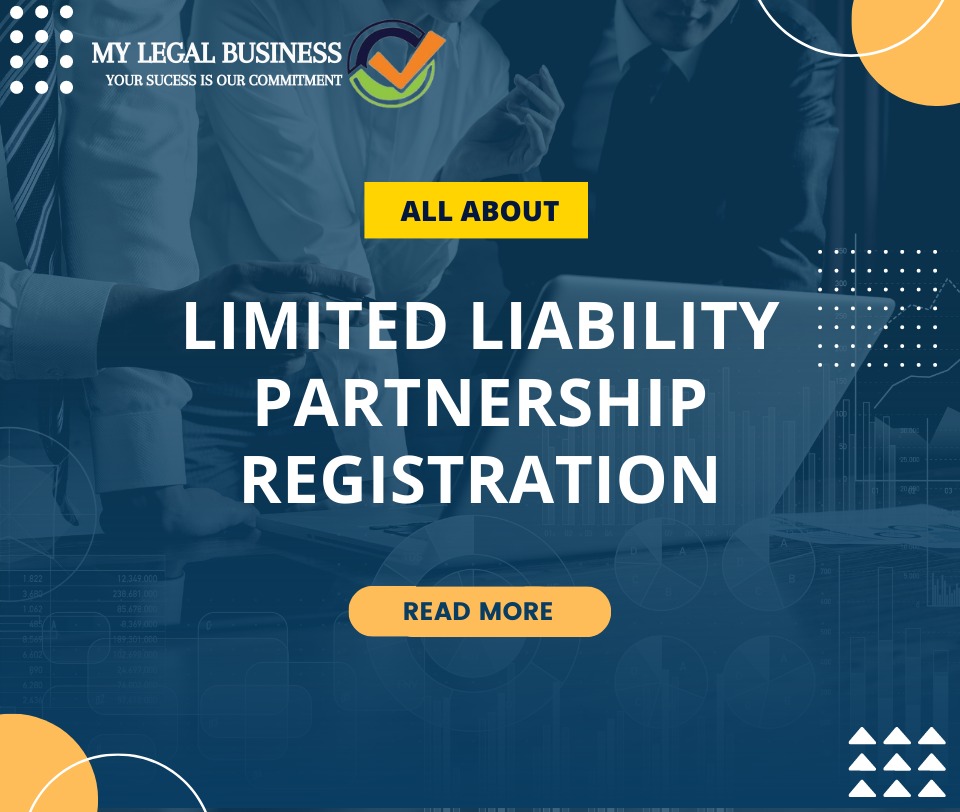 MY LEGAL BUSINESS
YOUR SUCESS IS OUR COMMITMENT
ALL ABOUT
LIMITED LIABILITY
PARTNERSHIP
REGISTRATION
READ MORE